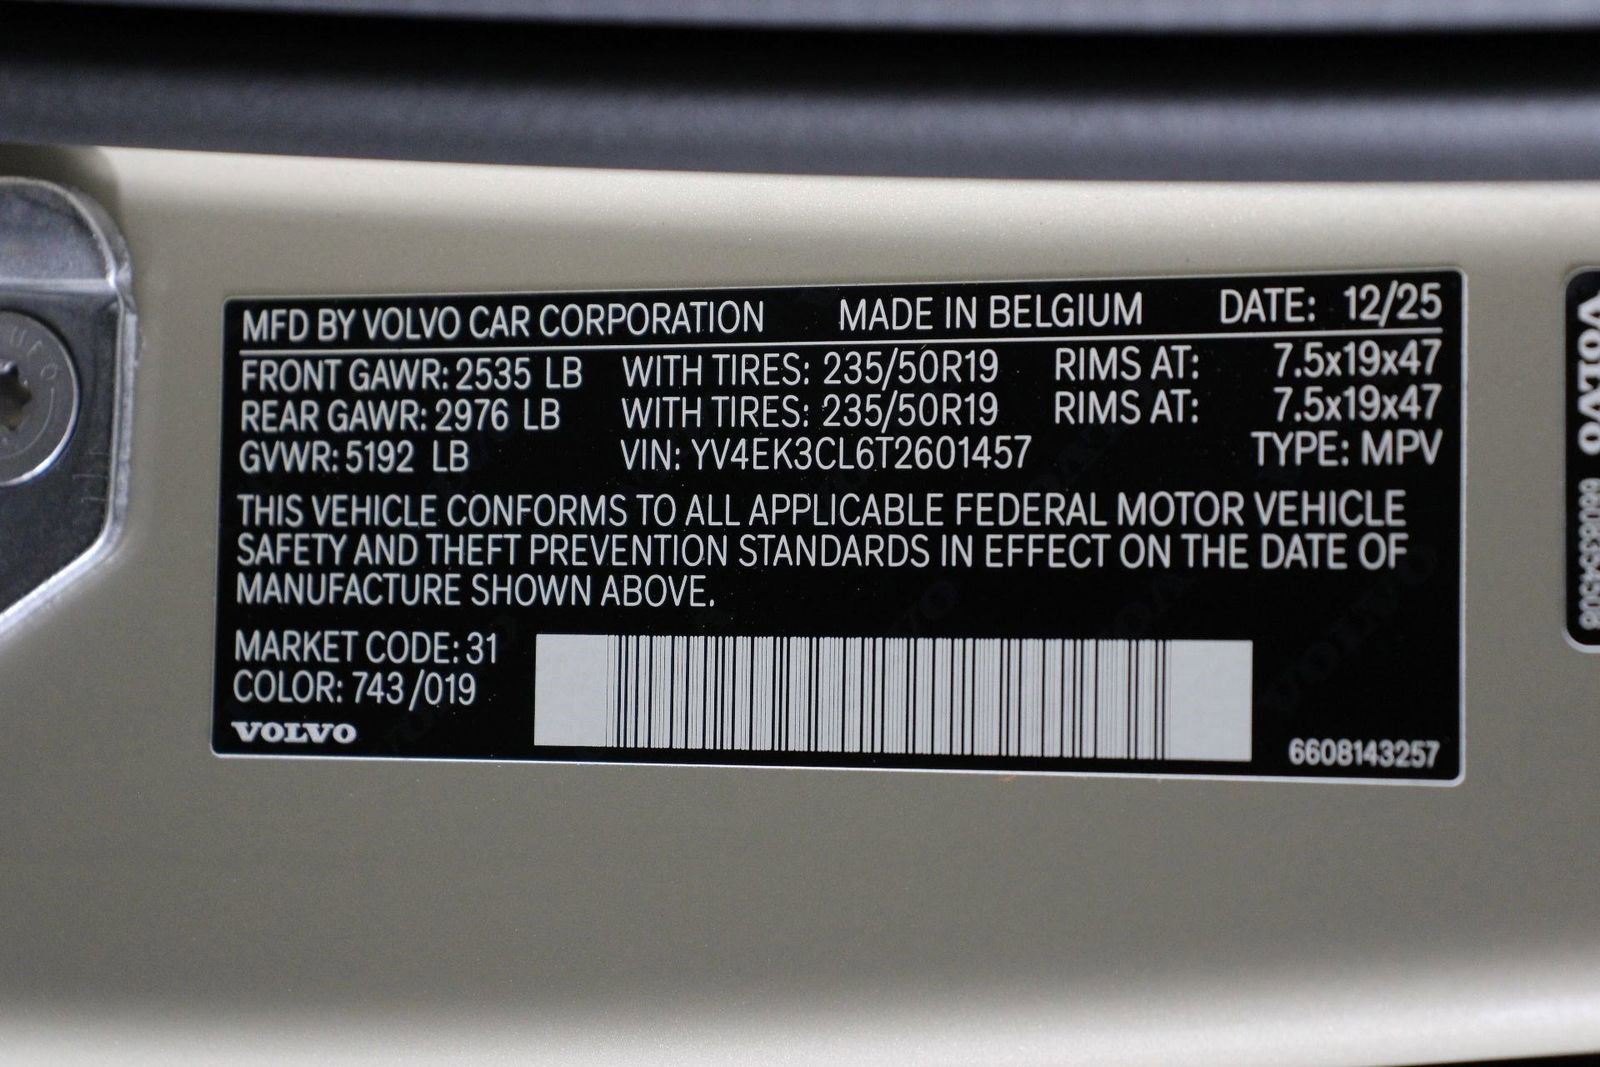 MFD BY VOLVO CAR CORPORATION MADE IN BELGIUM DATE: 12/25
FRONT GAWR: 2535 LB WITH TIRES: 235/50R19 RIMS AT: 7.5x19x47
REAR GAWR: 2976 LB WITH TIRES: 235/50R19 RIMS AT: 7.5x19x47
GVWR: 5192 LB VIN: YV4EK3CL6T2601457 TYPE: MPV
THIS VEHICLE CONFORMS TO ALL APPLICABLE FEDERAL MOTOR VEHICLE
SAFETY AND THEFT PREVENTION STANDARDS IN EFFECT ON THE DATE OF
MANUFACTURE SHOWN ABOVE.
MARKET CODE: 31
COLOR: 743/019
VOLVO
6608143257
VOLVO